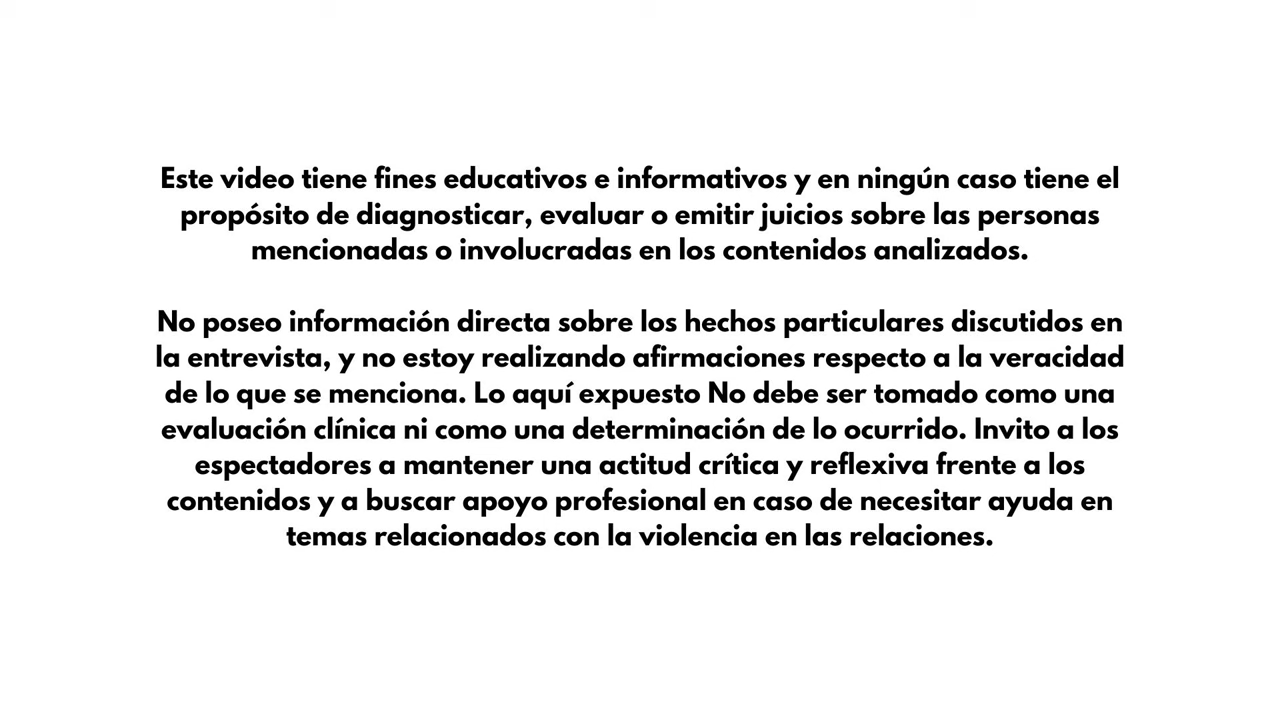 Este video tiene fines educativos e informativos y en ningún caso tiene el
propósito de diagnosticar, evaluar o emitir juicios sobre las personas
mencionadas o involucradas en los contenidos analizados.
No poseo información directa sobre los hechos particulares discutidos en
la entrevista, y no estoy realizando afirmaciones respecto a la veracidad
de lo que se menciona. Lo aquí expuesto No debe ser tomado como una
evaluación clínica ni como una determinación de lo ocurrido. Invito a los
espectadores a mantener una actitud crítica y reflexiva frente a los
contenidos y a buscar apoyo profesional en caso de necesitar ayuda en
temas relacionados con la violencia en las relaciones.